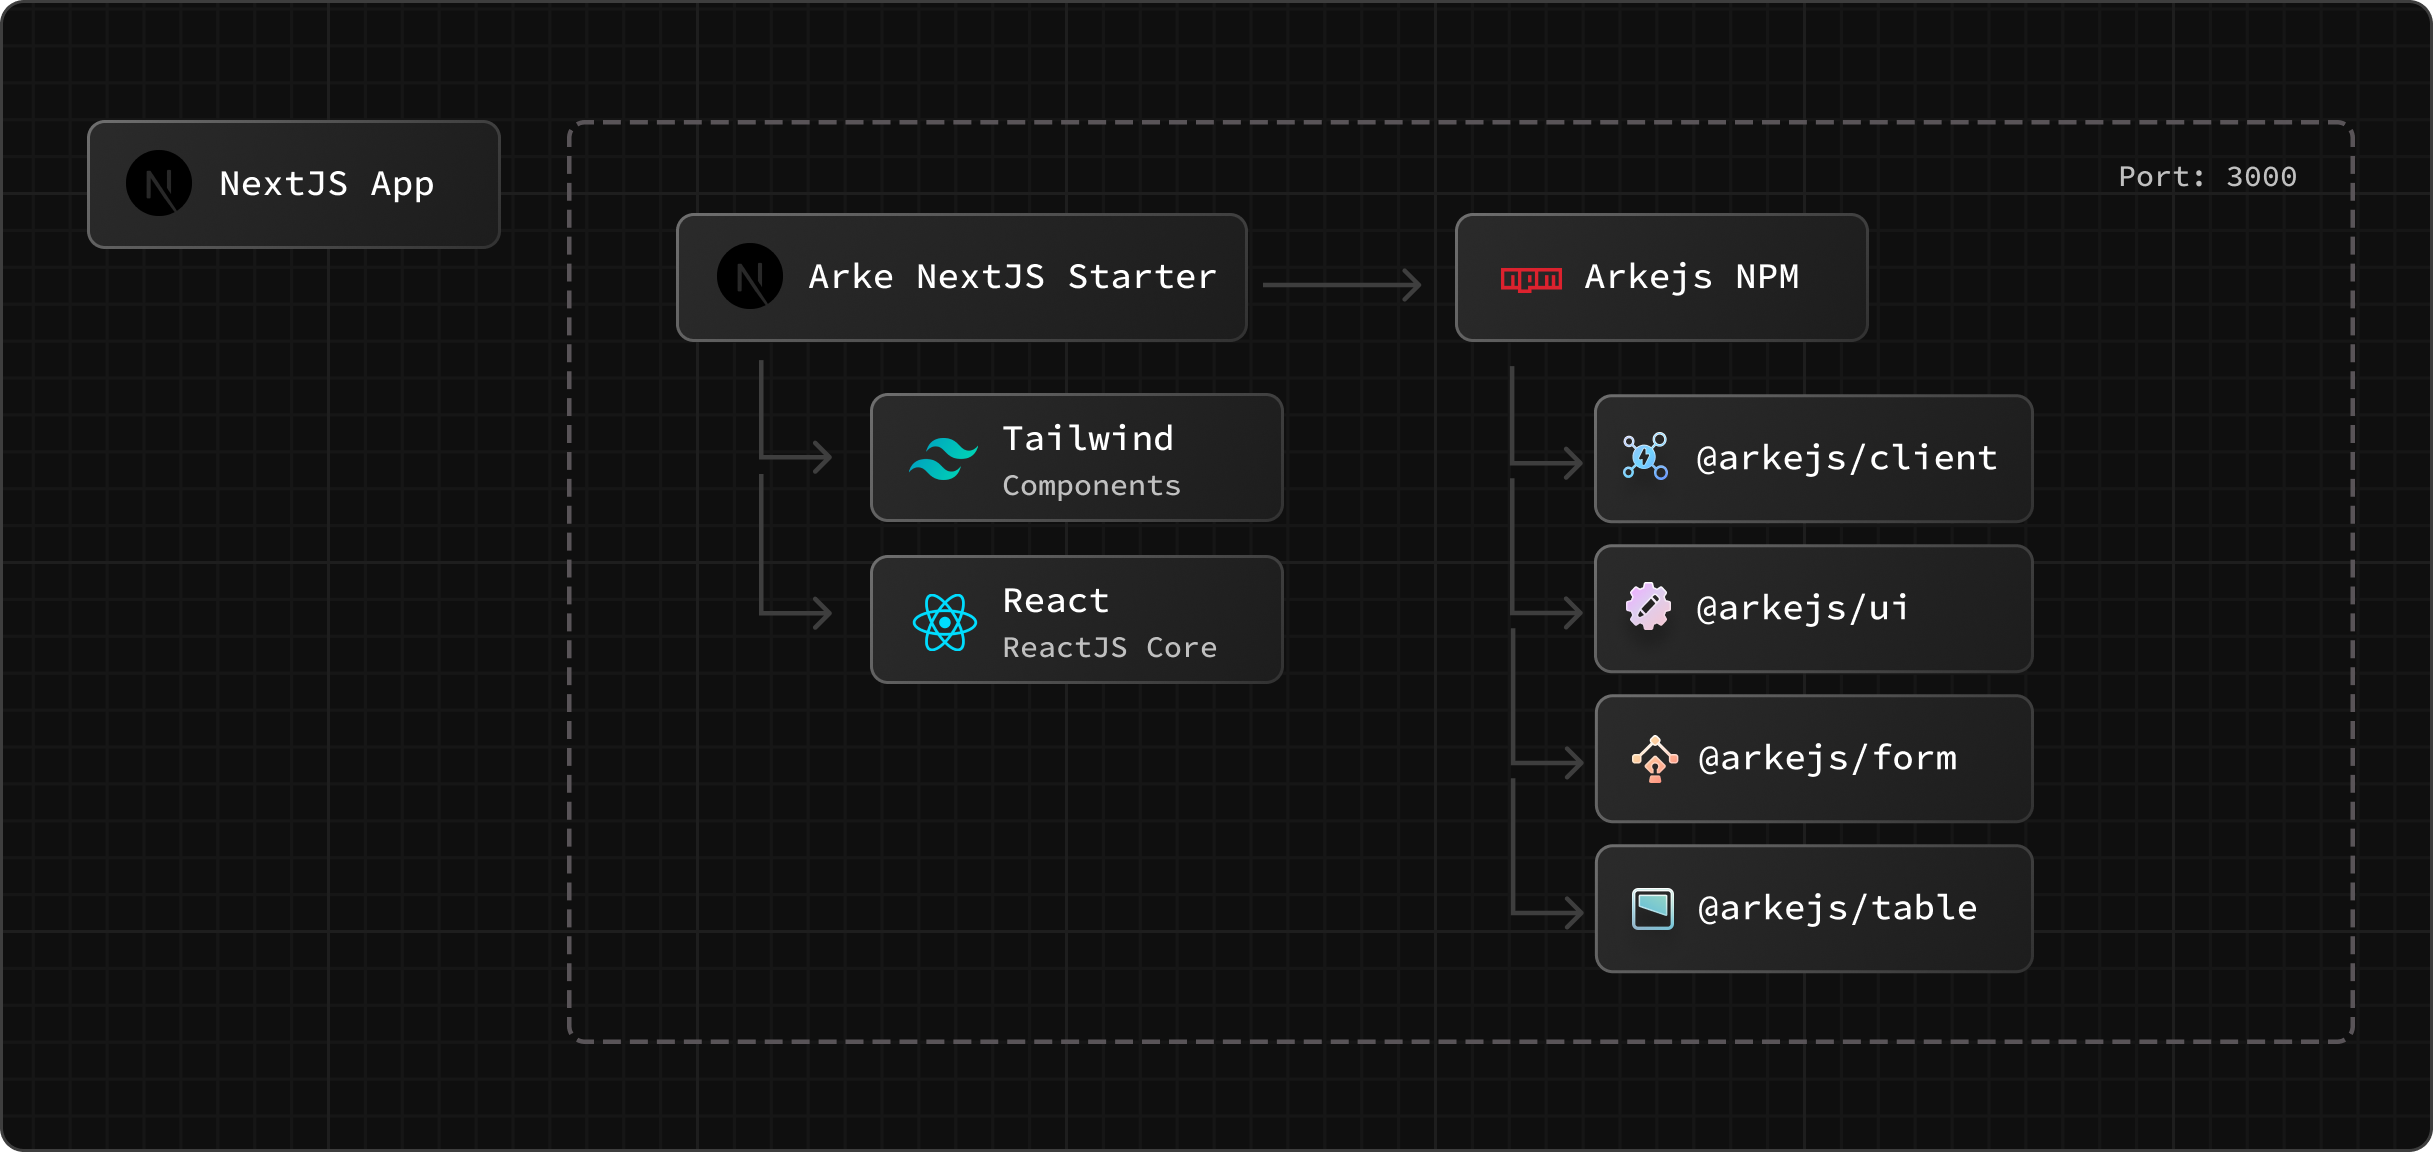 NextJS App
Port: 3000
Arke NextJS Starter
Arkejs NPM
Tailwind
Components
React
ReactJS Core
@arkejs/client
@arkejs/ui
@arkejs/form
@arkejs/table